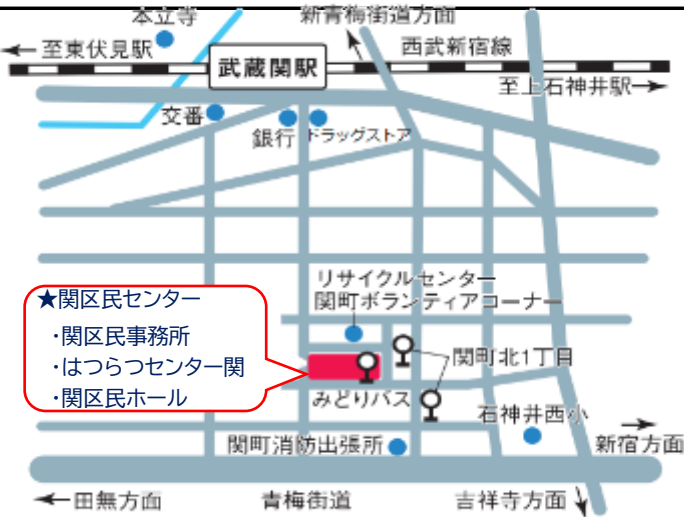 本立寺
新青梅街道方面
←至東伏見駅
西武新宿線
武蔵関駅
至上石神井駅→
交番
銀行
ドラッグストア
リサイクルセンター
関町ボランティアコーナー
★関区民センター
・関区民事務所
・はつらつセンター関
・関区民ホール
関町北1丁目
みどりバス
石神井西小
関町消防出張所
新宿方面
←田無方面
青梅街道
吉祥寺方面